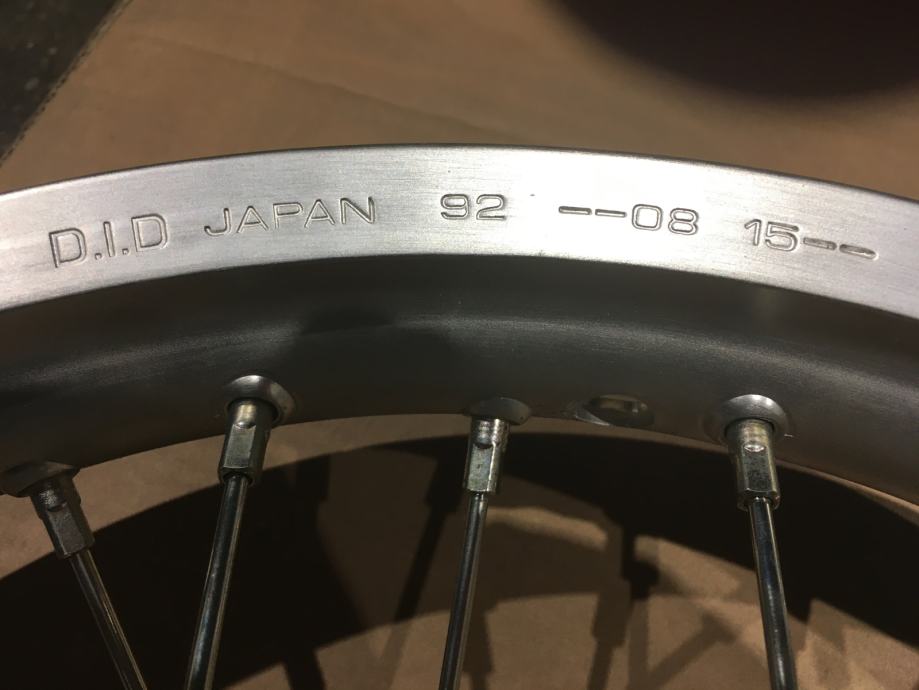 D.I.D JAPAN 92 --08 15---